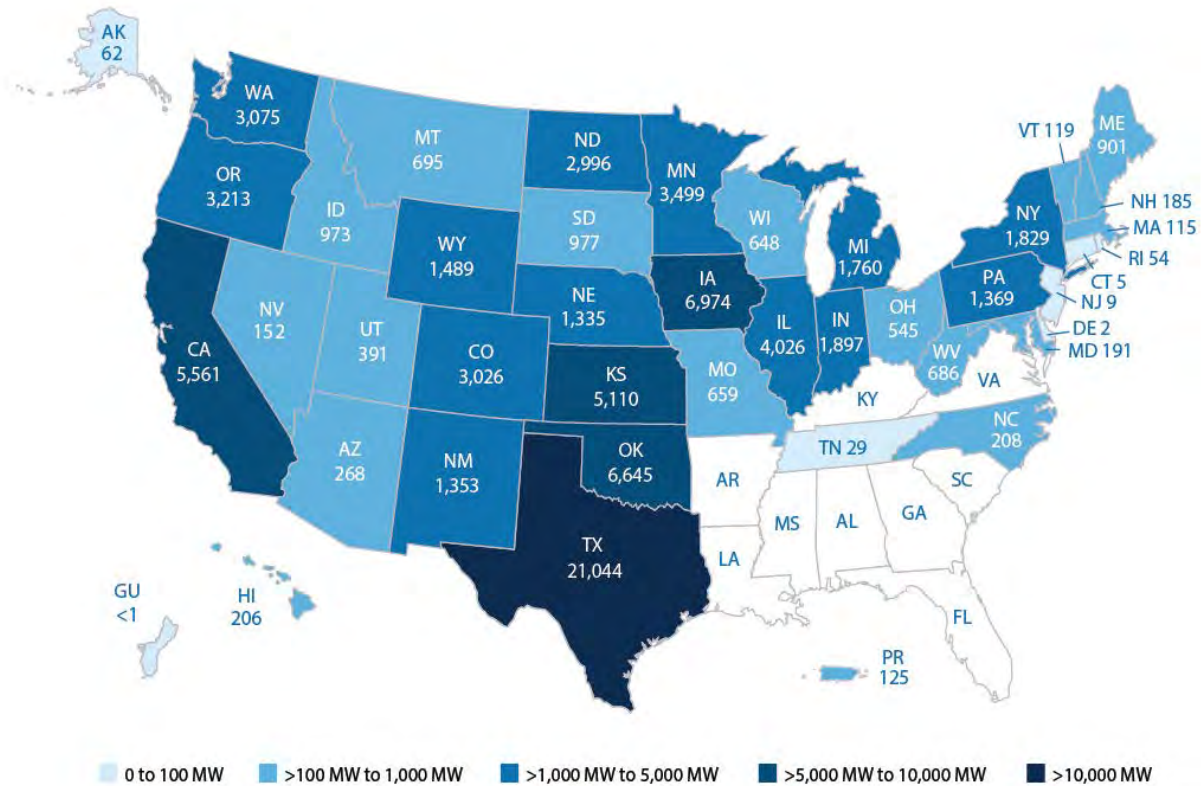 AK
62
WA
3,075
MT
695
ND
2,996
MN
3,499
VT 119
ME
901
OR
3,213
ID
973
WY
1,489
SD
977
WI
648
MI
1,760
NY
1,829
NH 185
MA 115
RI 54
CT 5
NJ 9
DE 2
MD 191
PA
1,369
NV
152
UT
391
CO
3,026
NE
1,335
IA
6,974
IL
4,026
IN
1,897
OH
545
WV
686
VA
CA
5,561
KS
5,110
MO
659
KY
NC
208
TN 29
AZ
268
NM
1,353
OK
6,645
AR
SC
MS
AL
GA
TX
21,044
LA
FL
GU
<1
HI
206
PR
125
0 to 100 MW
>100 MW to 1,000 MW
>1,000 MW to 5,000 MW
>5,000 MW to 10,000 MW
>10,000 MW